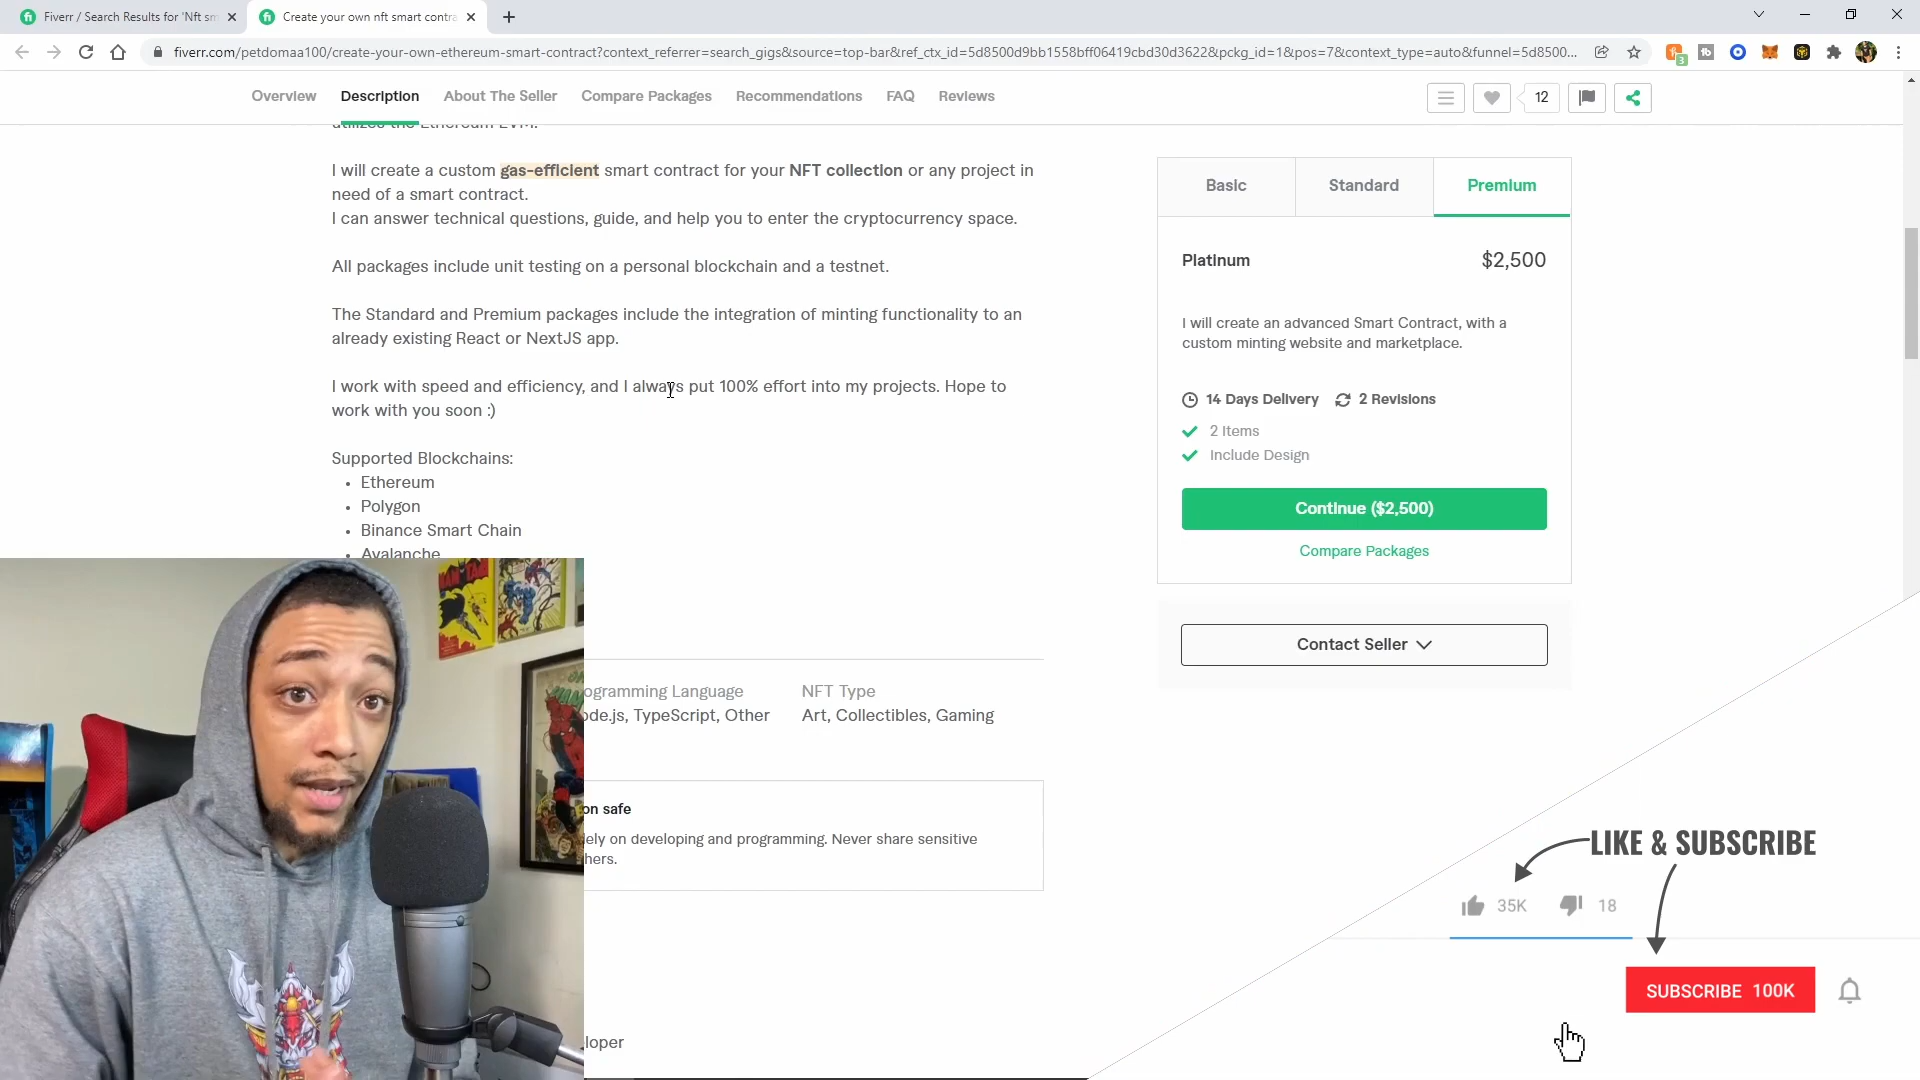 Fiverr / Search Results for 'Nft sm
Create your own nft smart contra
fiverr.com/petdomaa100/create-your-own-ethereum-smart-contract?context_referrer=search_gigs&source=top-bar&ref_ctx_id=5d8500d9bb1558bff06419cbd30d3622&pckg_id=1&pos=7&context_type=auto&funnel=5d8500...
3
Overview Description About The Seller Compare Packages Recommendations FAQ Reviews
12
utilizes the Ethereum EVM.
I will create a custom gas-efficient smart contract for your NFT collection or any project in
need of a smart contract.
I can answer technical questions, guide, and help you to enter the cryptocurrency space.
All packages include unit testing on a personal blockchain and a testnet.
The Standard and Premium packages include the integration of minting functionality to an
already existing React or NextJS app.
I work with speed and efficiency, and I always put 100% effort into my projects. Hope to
work with you soon :)
Supported Blockchains:
• Ethereum
• Polygon
• Binance Smart Chain
• Avalanche
Basic Standard Premium
Platinum $2,500
I will create an advanced Smart Contract, with a
custom minting website and marketplace.
14 Days Delivery 2 Revisions
2 Items
Include Design
Continue ($2,500)
Compare Packages
Contact Seller
ogramming Language NFT Type
ode.js, TypeScript, Other Art, Collectibles, Gaming
on safe
lely on developing and programming. Never share sensitive
hers.
loper
LIKE & SUBSCRIBE
35K 18
SUBSCRIBE 100K